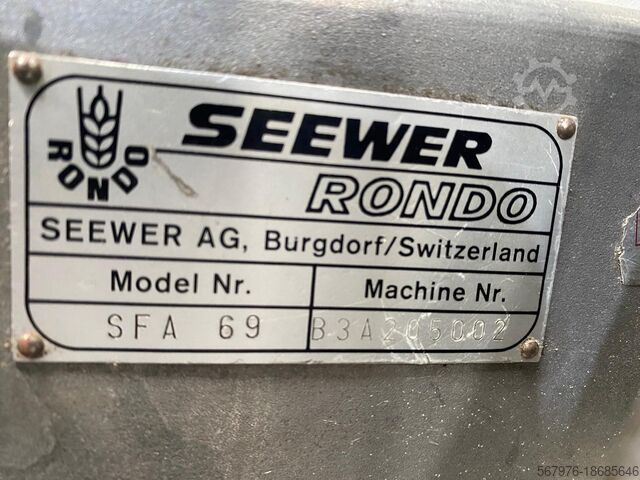 RONDO
SEEWER
RONDO
SEEWER AG, Burgdorf/Switzerland
Model Nr.
Machine Nr.
SFA 69
B3A205002
567976-18685646